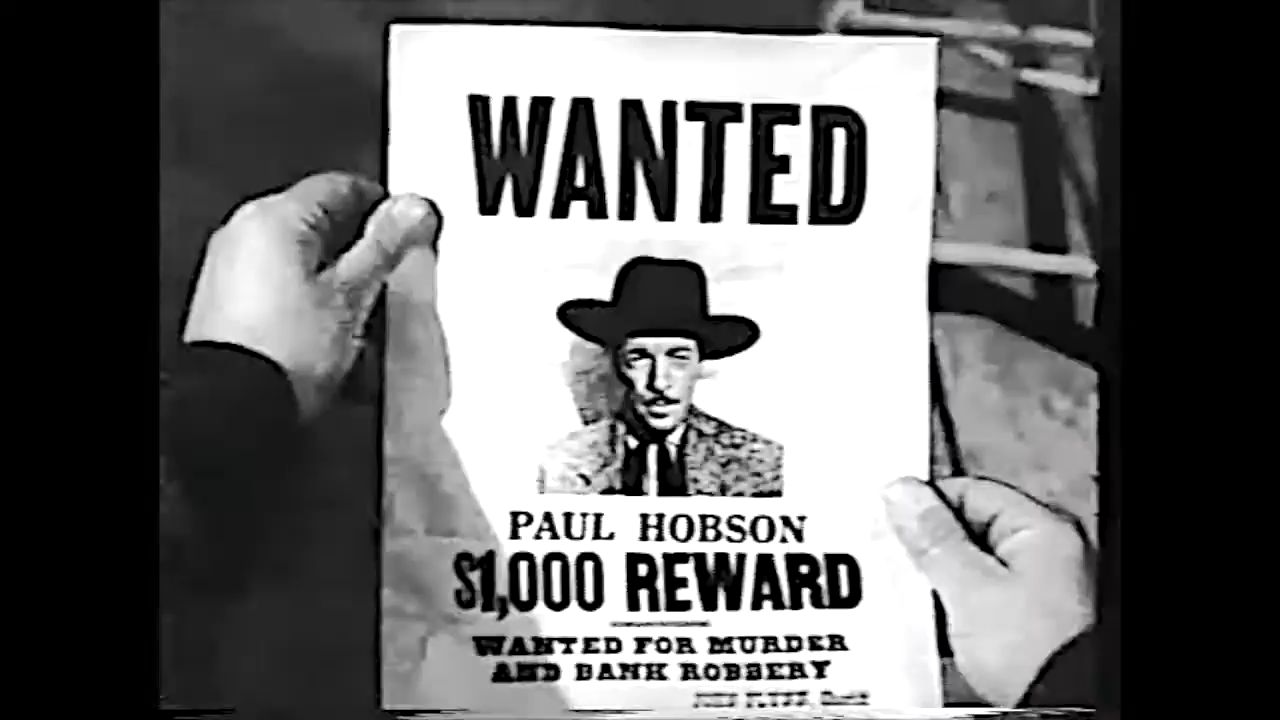 WANTED
PAUL HOBSON
$1,000 REWARD
WANTED FOR MURDER
AND BANK ROBBERY